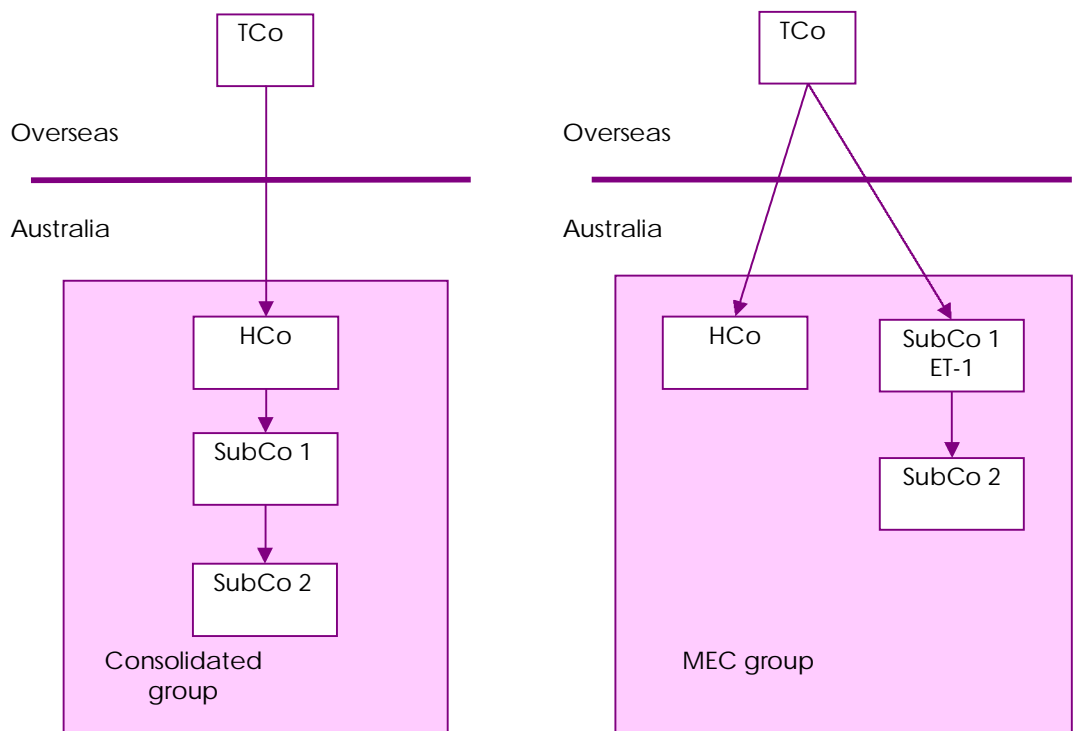 TCo
Overseas
Australia
HCo
SubCo 1
SubCo 2
Consolidated
group
TCo
Overseas
Australia
HCo
SubCo 1
ET-1
SubCo 2
MEC group